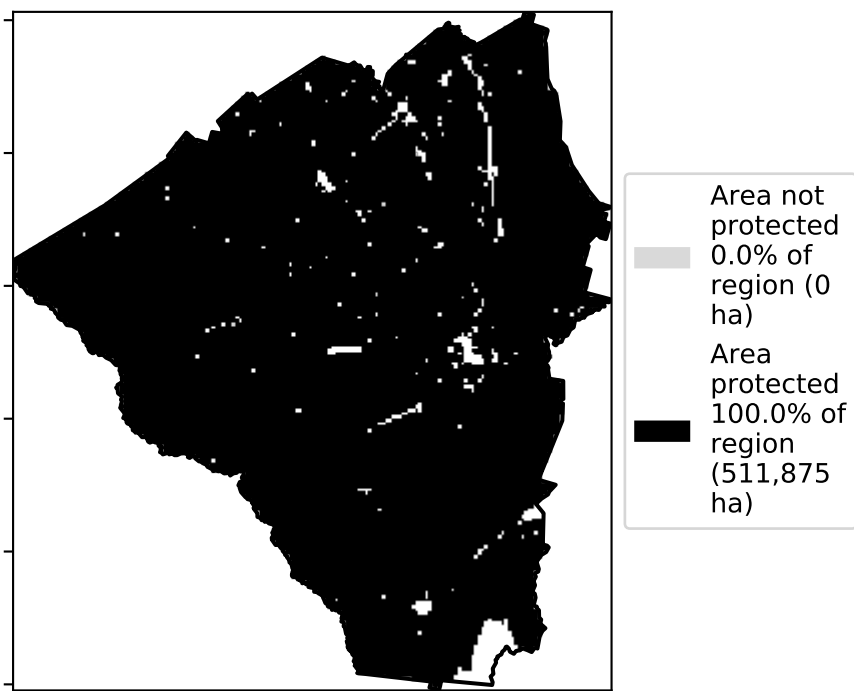 Area not
protected
0.0% of
region (0
ha)
Area
protected
100.0% of
region
(511,875
ha)